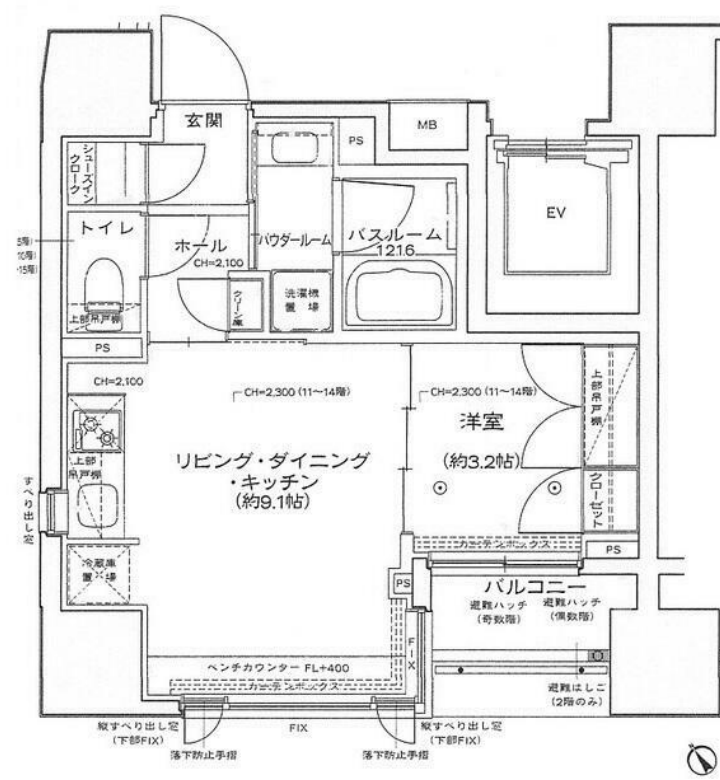 玄関
シューズイン
クローク
PS
MB
EV
トイレ
ホール
CH=2,100
パウダールーム
バスルーム
1216
5階)
10階)
~15階)
上部吊戸棚
クリーン庫
洗濯機
置場
PS
CH=2,100
CH=2,300 (11~14階)
CH=2,300 (11~14階)
上部吊戸棚
洋室
(約3.2帖)
リビング・ダイニング
・キッチン
(約9.1帖)
上部
吊戸棚
すべり出し窓
クローゼット
冷蔵庫
置場
カーテンボックス
PS
PS
バルコニー
避難ハッチ
(奇数階)
避難ハッチ
(偶数階)
FIX
ベンチカウンター FL+400
カーテンボックス
避難はしご
(2階のみ)
縦すべり出し窓
(下部FIX)
FIX
縦すべり出し窓
(下部FIX)
落下防止手摺
落下防止手摺